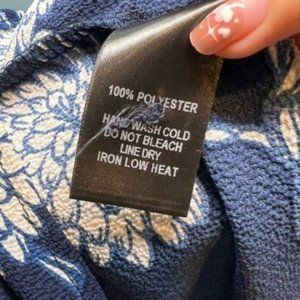 100% POLYESTER
HAND WASH COLD
DO NOT BLEACH
LINE DRY
IRON LOW HEAT